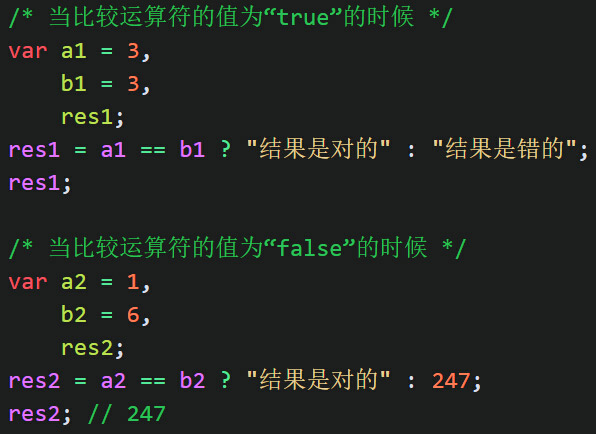 /* 当比较运算符的值为“true”的时候 */
var a1 = 3,
    b1 = 3,
    res1;
res1 = a1 == b1 ? "结果是对的" : "结果是错的";
res1;

/* 当比较运算符的值为“false”的时候 */
var a2 = 1,
    b2 = 6,
    res2;
res2 = a2 == b2 ? "结果是对的" : 247;
res2; // 247